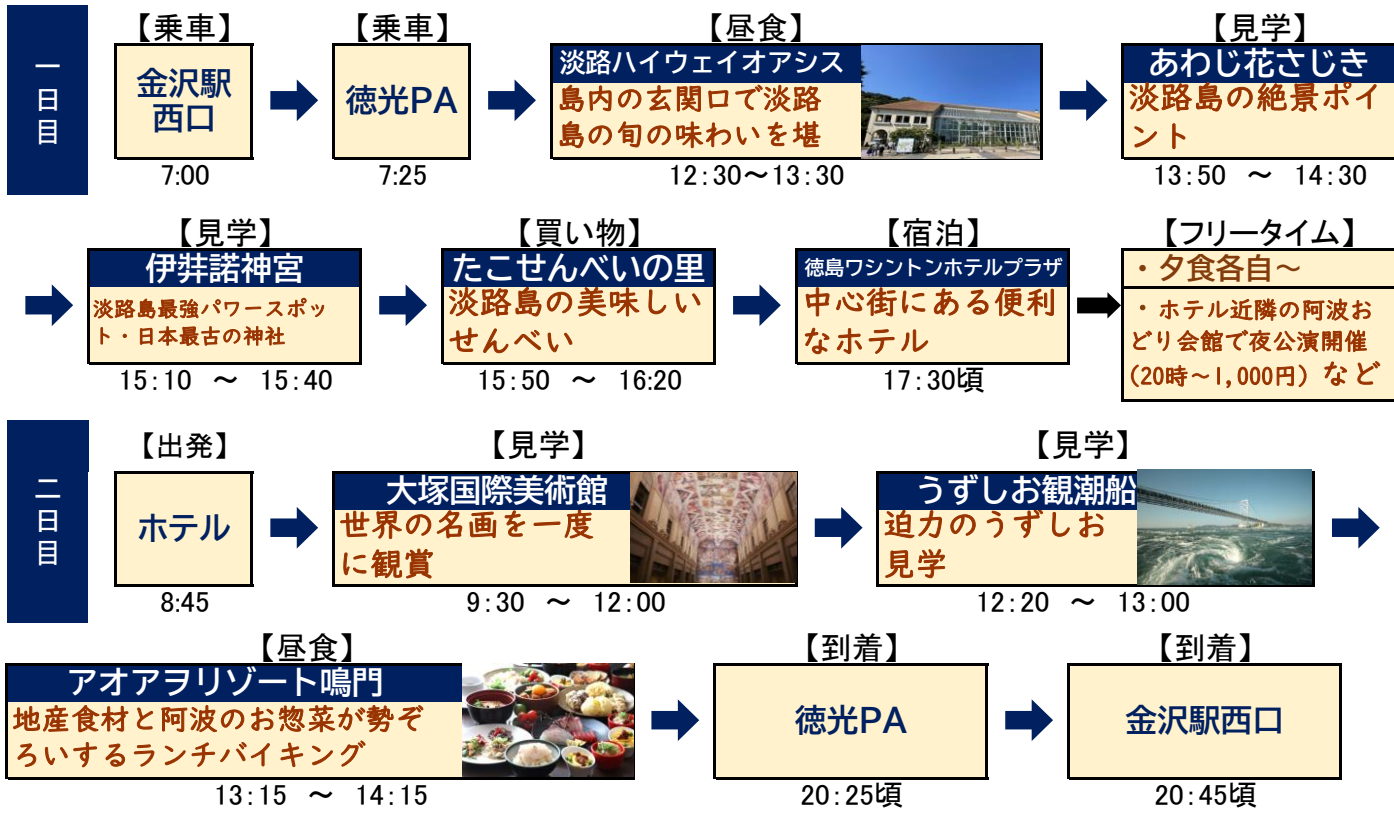 一日目
【乗車】
金沢駅
西口
7:00
【乗車】
徳光PA
7:25
【昼食】
淡路ハイウェイオアシス
島内の玄関口で淡路
島の旬の味わいを堪
12:30～13:30
【見学】
あわじ花さじき
淡路島の絶景ポイ
ント
13:50 ～ 14:30
【見学】
伊弉諾神宮
淡路島最強パワースポッ
ト・日本最古の神社
15:10 ～ 15:40
【買い物】
たこせんべいの里
淡路島の美味しい
せんべい
15:50 ～ 16:20
【宿泊】
徳島ワシントンホテルプラザ
中心街にある便利
なホテル
17:30頃
【フリータイム】
・夕食各自～
・ホテル近隣の阿波お
どり会館で夜公演開催
(20時～1,000円) など
二日目
【出発】
ホテル
8:45
【見学】
大塚国際美術館
世界の名画を一度
に観賞
9:30 ～ 12:00
【見学】
うずしお観潮船
迫力のうずしお
見学
12:20 ～ 13:00
【昼食】
アオアヲリゾート鳴門
地産食材と阿波のお惣菜が勢ぞ
ろいするランチバイキング
13:15 ～ 14:15
【到着】
徳光PA
20:25頃
【到着】
金沢駅西口
20:45頃